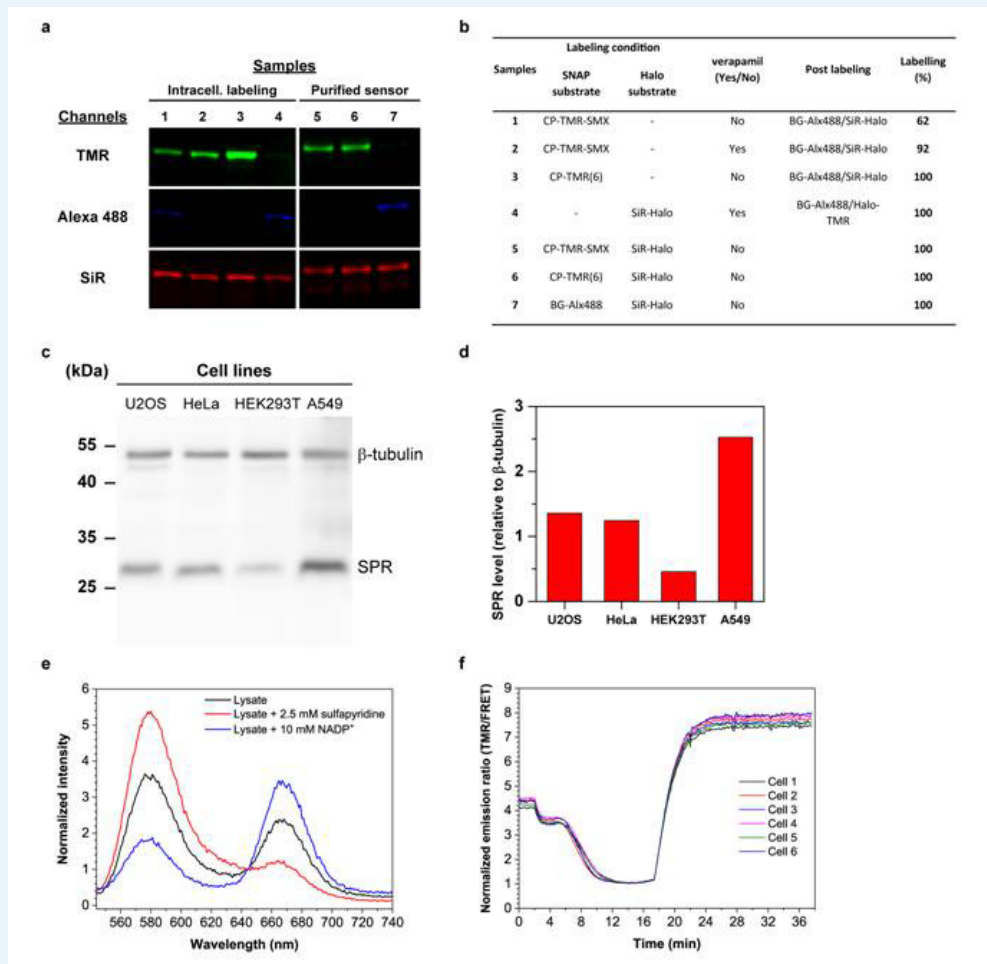 a
Samples
Intracell. labeling Purified sensor
Channels 1 2 3 4 5 6 7
TMR
Alexa 488
SiR
b
Labeling condition
Samples SNAP substrate Halo substrate verapamil (Yes/No) Post labeling Labelling (%)
1 CP-TMR-SMX - No BG-Alx488/SiR-Halo 62
2 CP-TMR-SMX - Yes BG-Alx488/SiR-Halo 92
3 CP-TMR(6) - No BG-Alx488/SiR-Halo 100
4 - SiR-Halo Yes BG-Alx488/Halo-TMR 100
5 CP-TMR-SMX SiR-Halo No 100
6 CP-TMR(6) SiR-Halo No 100
7 BG-Alx488 SiR-Halo No 100
c
(kDa) Cell lines
U2OS HeLa HEK293T A549
55
β-tubulin
40
35
SPR
25
d
SPR level (relative to β-tubulin)
3
2
1
0
U2OS HeLa HEK293T A549
e
Normalized intensity
6
5
4
3
2
1
0
Lysate
Lysate + 2.5 mM sulfapyridine
Lysate + 10 mM NADP⁺
560 580 600 620 640 660 680 700 720 740
Wavelength (nm)
f
Normalized emission ratio (TMR/FRET)
9
8
7
6
5
4
3
2
1
0
Cell 1
Cell 2
Cell 3
Cell 4
Cell 5
Cell 6
0 4 8 12 16 20 24 28 32 36
Time (min)